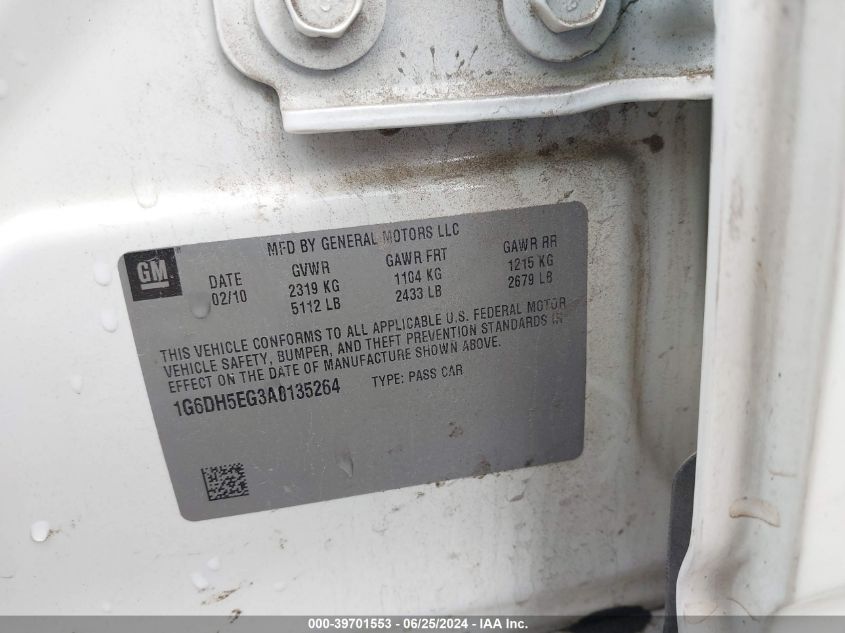 GM
MFD BY GENERAL MOTORS LLC
DATE GVWR GAWR FRT GAWR RR
02/10 2319 KG 1104 KG 1215 KG
5112 LB 2433 LB 2679 LB
THIS VEHICLE CONFORMS TO ALL APPLICABLE U.S. FEDERAL MOTOR
VEHICLE SAFETY, BUMPER, AND THEFT PREVENTION STANDARDS IN
EFFECT ON THE DATE OF MANUFACTURE SHOWN ABOVE.
1G6DH5EG3A0135264 TYPE: PASS CAR
000-39701553 - 06/25/2024 - IAA Inc.